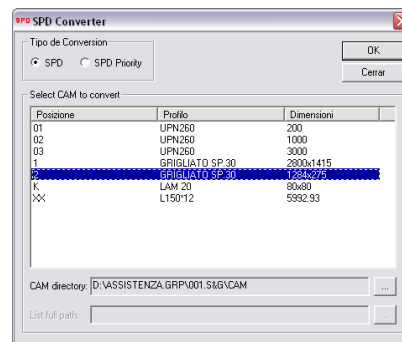 SPD SPD Converter
Tipo de Conversion
SPD SPD Priority
OK
Cerrar
Select CAM to convert
Posizione Profilo Dimensioni
01 UPN260 200
02 UPN260 1000
03 UPN260 3000
1 GRIGLIATO SP.30 2800x1415
2 GRIGLIATO SP.30 1284x275
K LAM 20 80x80
XX L150*12 5992.93
CAM directory: D:\ASSISTENZA.GRP\001.S&G\CAM ...
List full path: ...